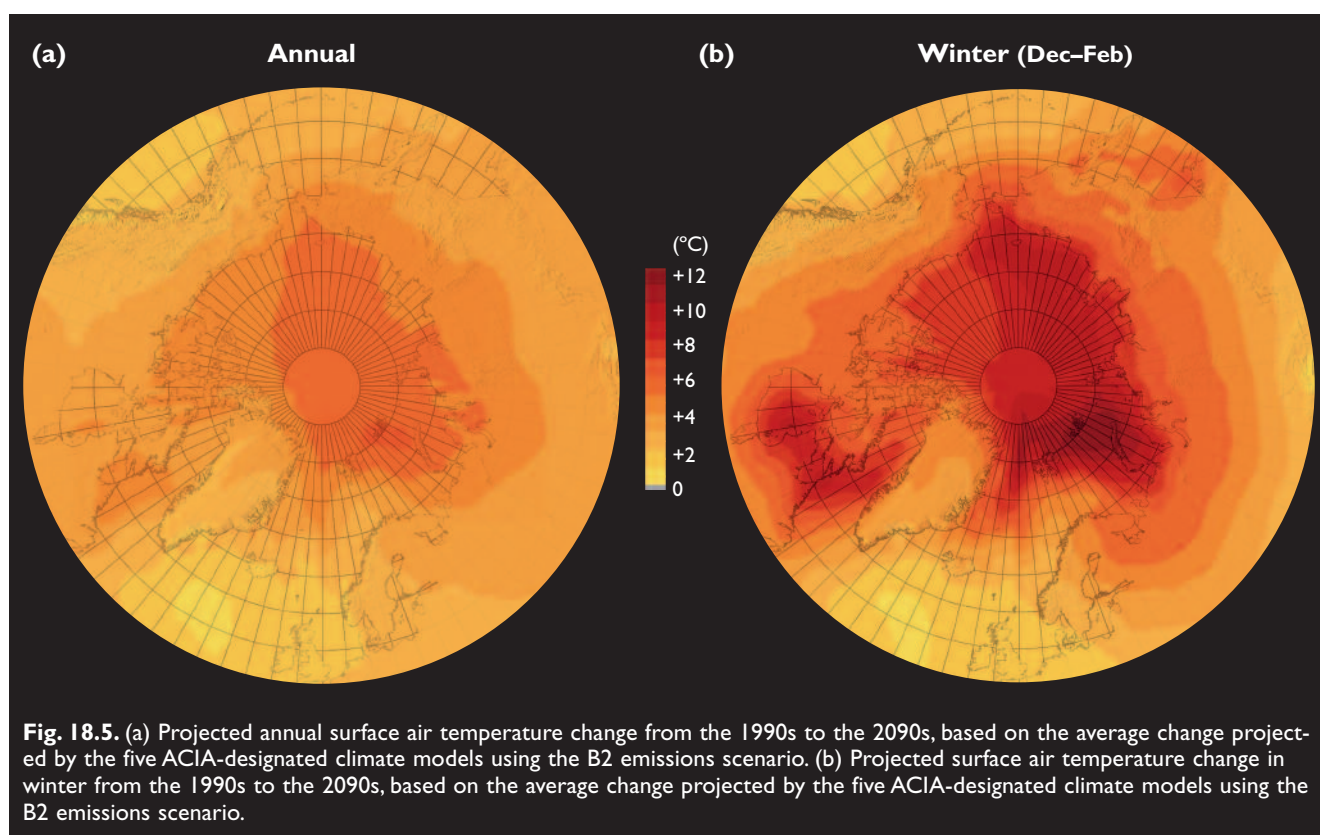 (a) Annual
(b) Winter (Dec–Feb)
(ºC)
+12
+10
+8
+6
+4
+2
0
Fig. 18.5. (a) Projected annual surface air temperature change from the 1990s to the 2090s, based on the average change project-
ed by the five ACIA-designated climate models using the B2 emissions scenario. (b) Projected surface air temperature change in
winter from the 1990s to the 2090s, based on the average change projected by the five ACIA-designated climate models using the
B2 emissions scenario.